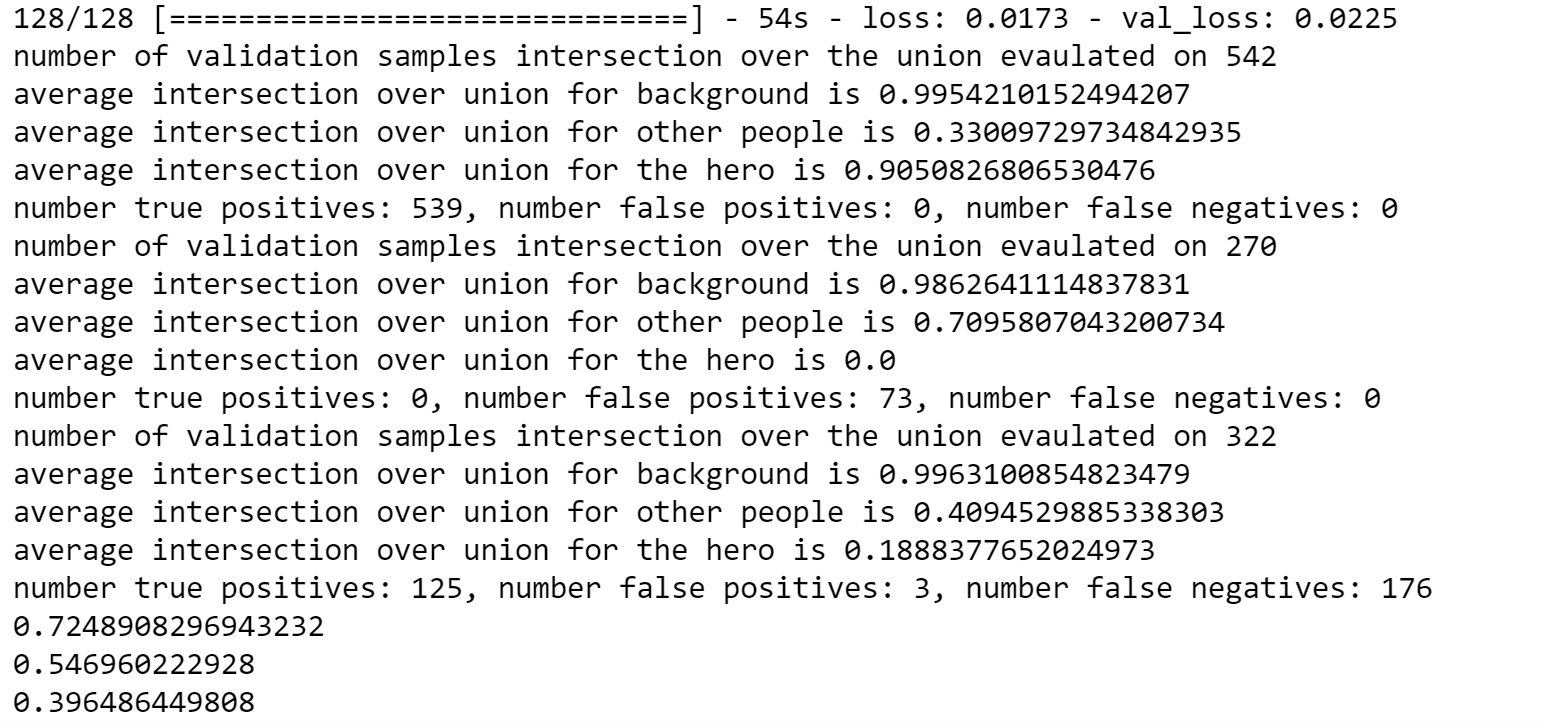 128/128 [==============================] - 54s - loss: 0.0173 - val_loss: 0.0225
number of validation samples intersection over the union evaulated on 542
average intersection over union for background is 0.9954210152494207
average intersection over union for other people is 0.33009729734842935
average intersection over union for the hero is 0.9050826806530476
number true positives: 539, number false positives: 0, number false negatives: 0
number of validation samples intersection over the union evaulated on 270
average intersection over union for background is 0.9862641114837831
average intersection over union for other people is 0.7095807043200734
average intersection over union for the hero is 0.0
number true positives: 0, number false positives: 73, number false negatives: 0
number of validation samples intersection over the union evaulated on 322
average intersection over union for background is 0.9963100854823479
average intersection over union for other people is 0.4094529885338303
average intersection over union for the hero is 0.1888377652024973
number true positives: 125, number false positives: 3, number false negatives: 176
0.7248908296943232
0.546960222928
0.396486449808